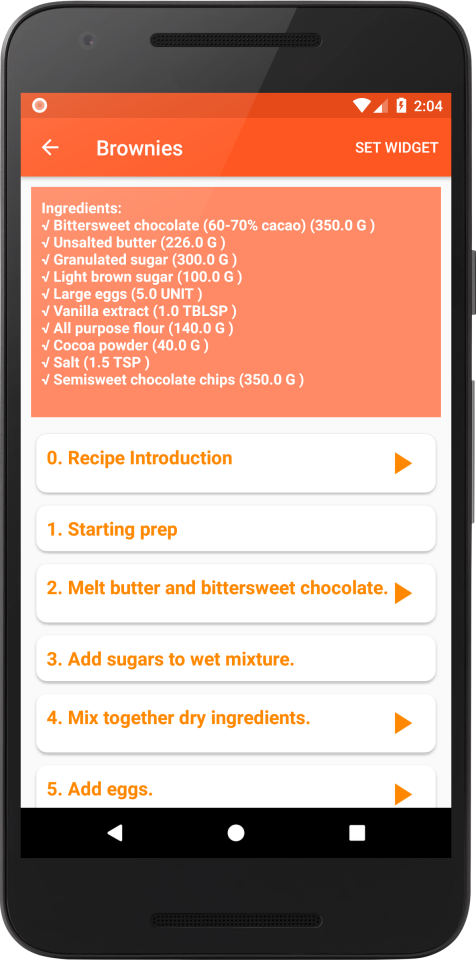 2:04
Brownies
SET WIDGET
Ingredients:
√ Bittersweet chocolate (60-70% cacao) (350.0 G )
√ Unsalted butter (226.0 G )
√ Granulated sugar (300.0 G )
√ Light brown sugar (100.0 G )
√ Large eggs (5.0 UNIT )
√ Vanilla extract (1.0 TBLSP )
√ All purpose flour (140.0 G )
√ Cocoa powder (40.0 G )
√ Salt (1.5 TSP )
√ Semisweet chocolate chips (350.0 G )
0. Recipe Introduction
1. Starting prep
2. Melt butter and bittersweet chocolate.
3. Add sugars to wet mixture.
4. Mix together dry ingredients.
5. Add eggs.